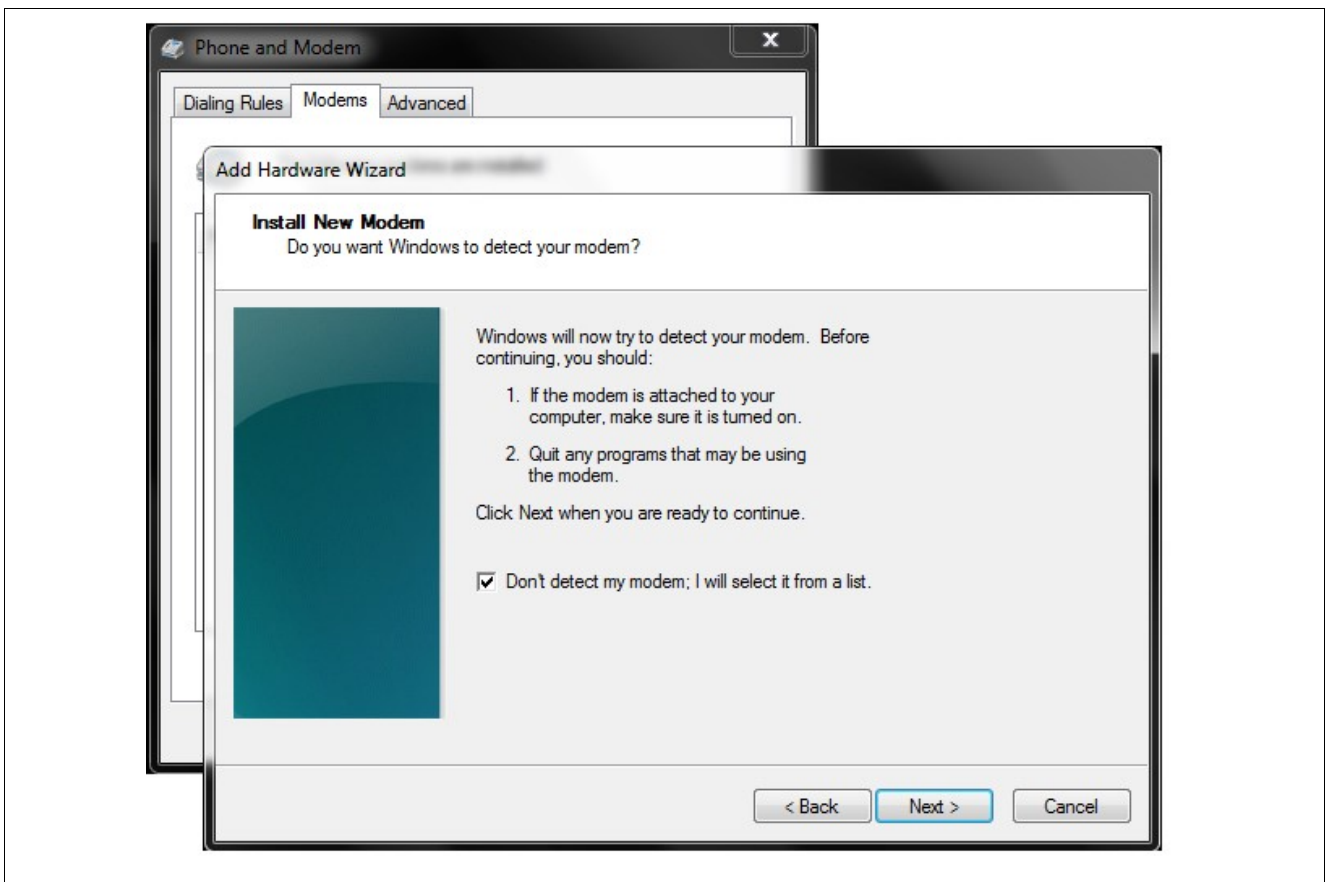 Phone and Modem
x
Dialing Rules Modems Advanced
Add Hardware Wizard
Install New Modem
Do you want Windows to detect your modem?
Windows will now try to detect your modem. Before
continuing, you should:
1. If the modem is attached to your
computer, make sure it is turned on.
2. Quit any programs that may be using
the modem.
Click Next when you are ready to continue.
Don't detect my modem; I will select it from a list.
< Back Next > Cancel